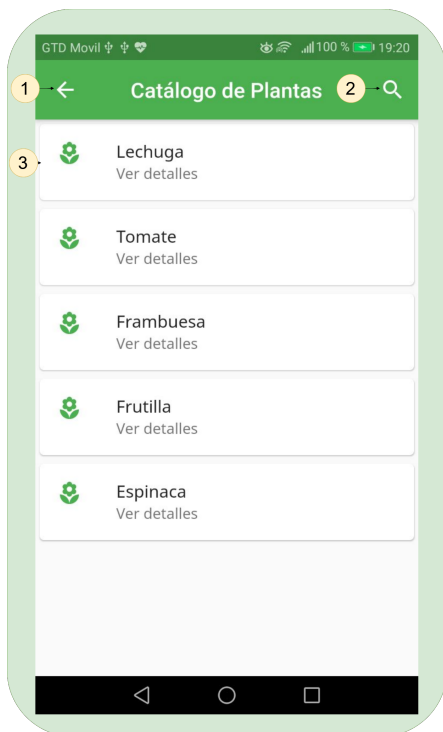 GTD Movil 100 % 19:20
1 Catálogo de Plantas 2
3 Lechuga
Ver detalles
Tomate
Ver detalles
Frambuesa
Ver detalles
Frutilla
Ver detalles
Espinaca
Ver detalles